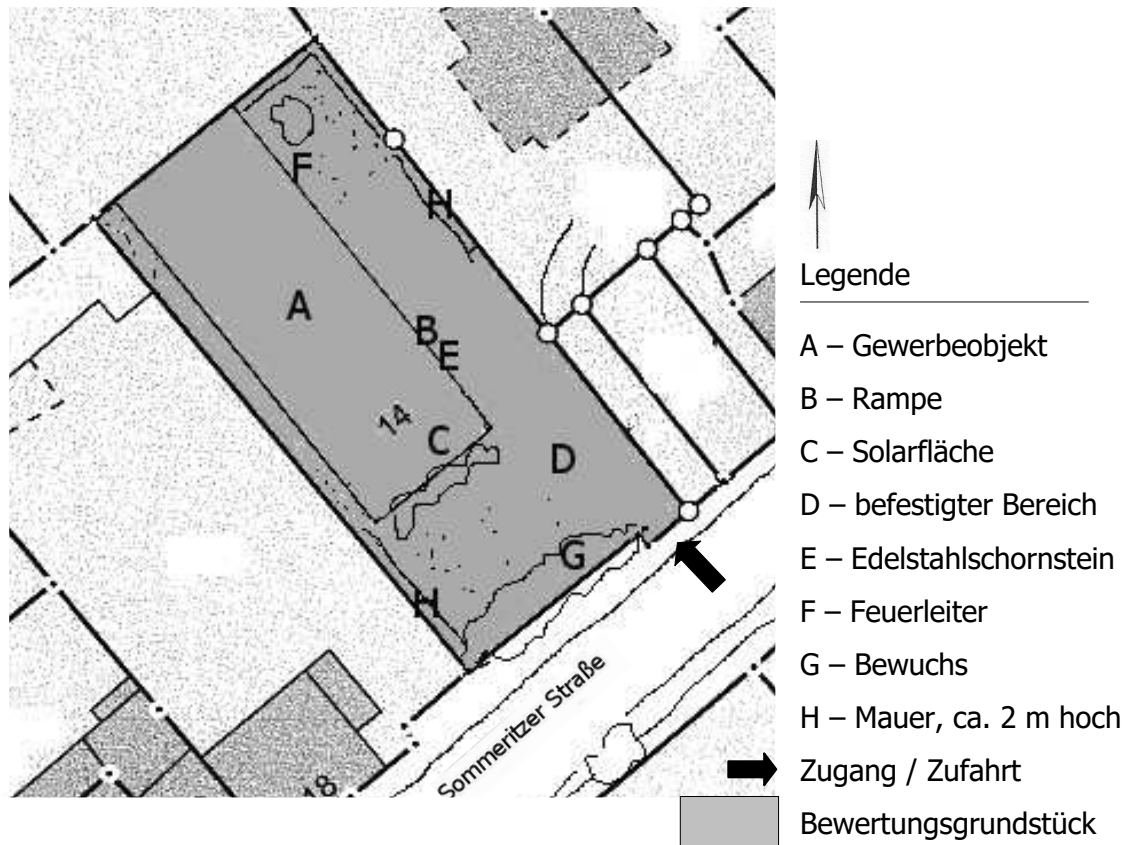 F
H
A
B
E
14
C
D
G
H
Sommeritzer Straße
18
Legende
A – Gewerbeobjekt
B – Rampe
C – Solarfläche
D – befestigter Bereich
E – Edelstahlschornstein
F – Feuerleiter
G – Bewuchs
H – Mauer, ca. 2 m hoch
Zugang / Zufahrt
Bewertungsgrundstück